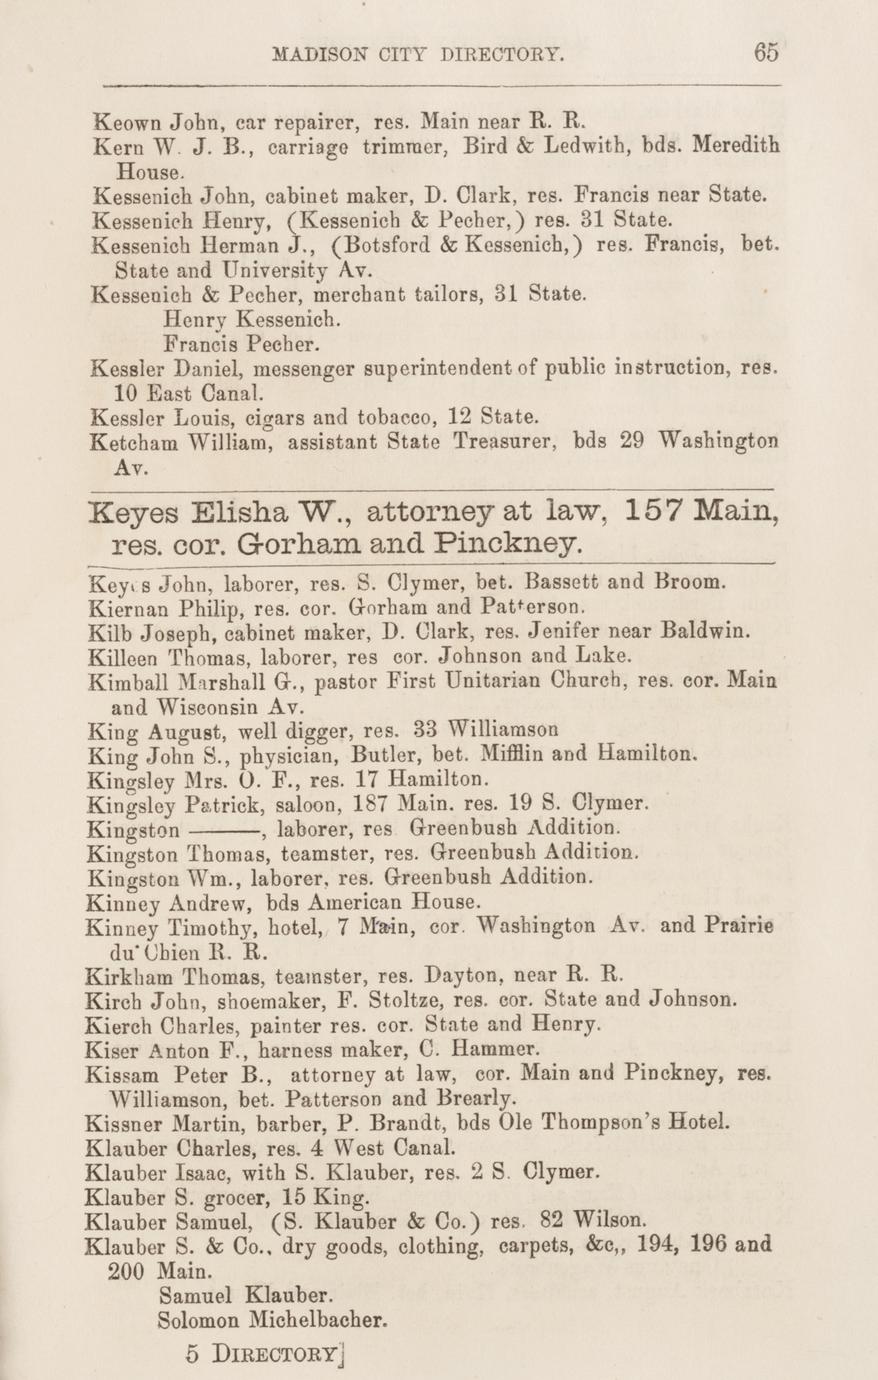 MADISON CITY DIRECTORY. 65
Keown John, car repairer, res. Main near R. R.
Kern W. J. B., carriage trimmer, Bird & Ledwith, bds. Meredith
House.
Kessenich John, cabinet maker, D. Clark, res. Francis near State.
Kessenich Henry, (Kessenich & Pecher,) res. 31 State.
Kessenich Herman J., (Botsford & Kessenich,) res. Francis, bet.
State and University Av.
Kessenich & Pecher, merchant tailors, 31 State.
Henry Kessenich.
Francis Pecher.
Kessler Daniel, messenger superintendent of public instruction, res.
10 East Canal.
Kessler Louis, cigars and tobacco, 12 State.
Ketcham William, assistant State Treasurer, bds 29 Washington
Av.
Keyes Elisha W., attorney at law, 157 Main,
res. cor. Gorham and Pinckney.
Keyes John, laborer, res. S. Clymer, bet. Bassett and Broom.
Kiernan Philip, res. cor. Gorham and Patterson.
Kilb Joseph, cabinet maker, D. Clark, res. Jenifer near Baldwin.
Killeen Thomas, laborer, res cor. Johnson and Lake.
Kimball Marshall G., pastor First Unitarian Church, res. cor. Main
and Wisconsin Av.
King August, well digger, res. 33 Williamson
King John S., physician, Butler, bet. Mifflin and Hamilton.
Kingsley Mrs. O. F., res. 17 Hamilton.
Kingsley Patrick, saloon, 187 Main. res. 19 S. Clymer.
Kingston ———, laborer, res Greenbush Addition.
Kingston Thomas, teamster, res. Greenbush Addition.
Kingston Wm., laborer, res. Greenbush Addition.
Kinney Andrew, bds American House.
Kinney Timothy, hotel, 7 Main, cor. Washington Av. and Prairie
du Chien R. R.
Kirkham Thomas, teamster, res. Dayton, near R. R.
Kirch John, shoemaker, F. Stoltze, res. cor. State and Johnson.
Kierch Charles, painter res. cor. State and Henry.
Kiser Anton F., harness maker, C. Hammer.
Kissam Peter B., attorney at law, cor. Main and Pinckney, res.
Williamson, bet. Patterson and Brearly.
Kissner Martin, barber, P. Brandt, bds Ole Thompson's Hotel.
Klauber Charles, res. 4 West Canal.
Klauber Isaac, with S. Klauber, res. 2 S. Clymer.
Klauber S. grocer, 15 King.
Klauber Samuel, (S. Klauber & Co.) res. 82 Wilson.
Klauber S. & Co., dry goods, clothing, carpets, &c,, 194, 196 and
200 Main.
Samuel Klauber.
Solomon Michelbacher.
5 DIRECTORY]